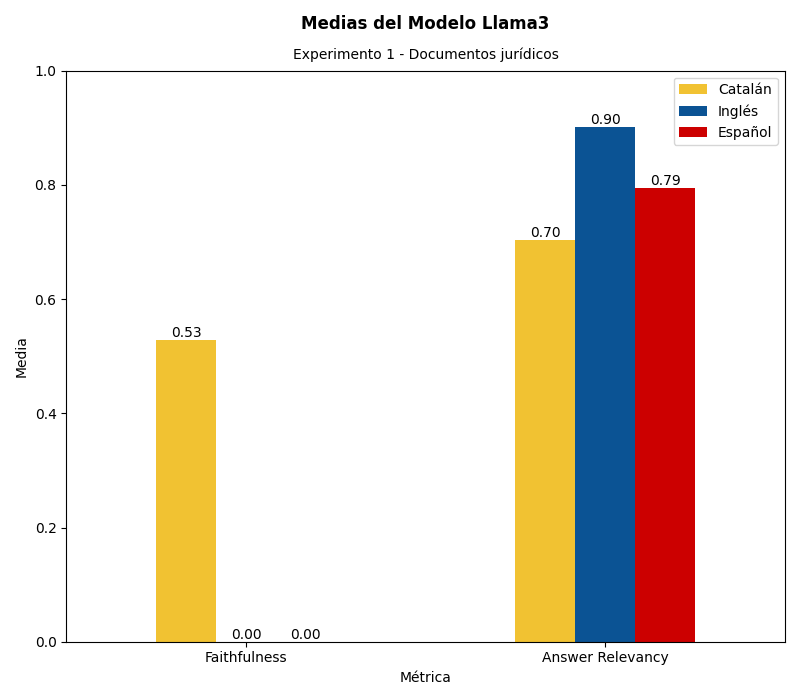 Medias del Modelo Llama3
Experimento 1 - Documentos jurídicos
Catalán
Inglés
Español
1.0
0.8
0.6
0.4
0.2
0.0
Media
0.53
0.00
0.00
0.70
0.90
0.79
Faithfulness
Answer Relevancy
Métrica